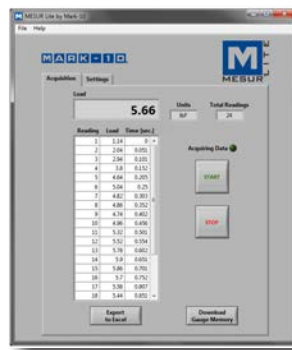 MESUR Lite by Mark-10
File Help
MARK-10
M
MESUR
LITE
Acquisition Settings
Load
5.66
Units
lbF
Total Readings
24
Reading Load Time [sec.]
1 1.14 0
2 2.04 0.051
3 2.94 0.101
4 3.8 0.152
5 4.64 0.205
6 5.04 0.25
7 4.82 0.303
8 4.86 0.352
9 4.74 0.402
10 4.96 0.456
11 5.32 0.501
12 5.52 0.554
13 5.78 0.602
14 5.9 0.651
15 5.86 0.701
16 5.7 0.752
17 5.56 0.807
18 5.44 0.851
Acquiring Data
START
STOP
Export
to Excel
Download
Gauge Memory